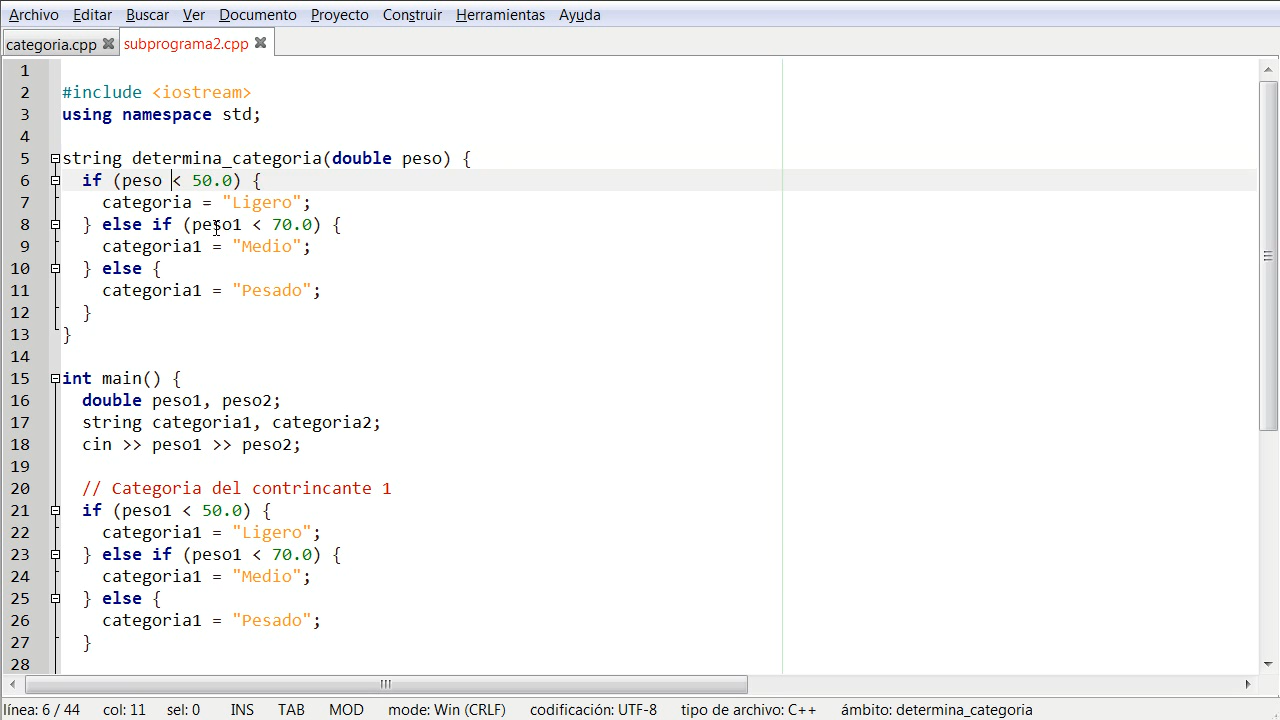 Archivo Editar Buscar Ver Documento Proyecto Construir Herramientas Ayuda
categoria.cpp subprograma2.cpp
1
2 #include <iostream>
3 using namespace std;
4
5 string determina_categoria(double peso) {
6 if (peso < 50.0) {
7 categoria = "Ligero";
8 } else if (peso1 < 70.0) {
9 categoria1 = "Medio";
10 } else {
11 categoria1 = "Pesado";
12 }
13 }
14
15 int main() {
16 double peso1, peso2;
17 string categoria1, categoria2;
18 cin >> peso1 >> peso2;
19
20 // Categoria del contrincante 1
21 if (peso1 < 50.0) {
22 categoria1 = "Ligero";
23 } else if (peso1 < 70.0) {
24 categoria1 = "Medio";
25 } else {
26 categoria1 = "Pesado";
27 }
28
línea: 6 / 44 col: 11 sel: 0 INS TAB MOD mode: Win (CRLF) codificación: UTF-8 tipo de archivo: C++ ámbito: determina_categoria